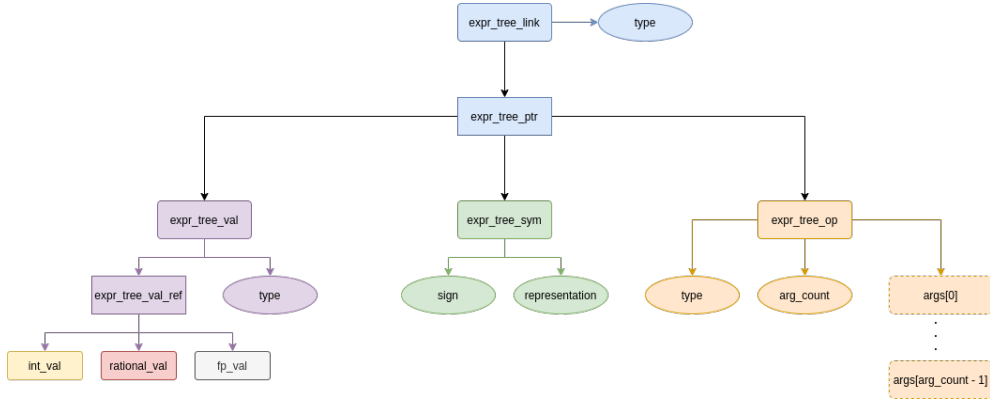 expr_tree_link
type
expr_tree_ptr
expr_tree_val
expr_tree_sym
expr_tree_op
expr_tree_val_ref
type
sign
representation
type
arg_count
args[0]
int_val
rational_val
fp_val
args[arg_count - 1]